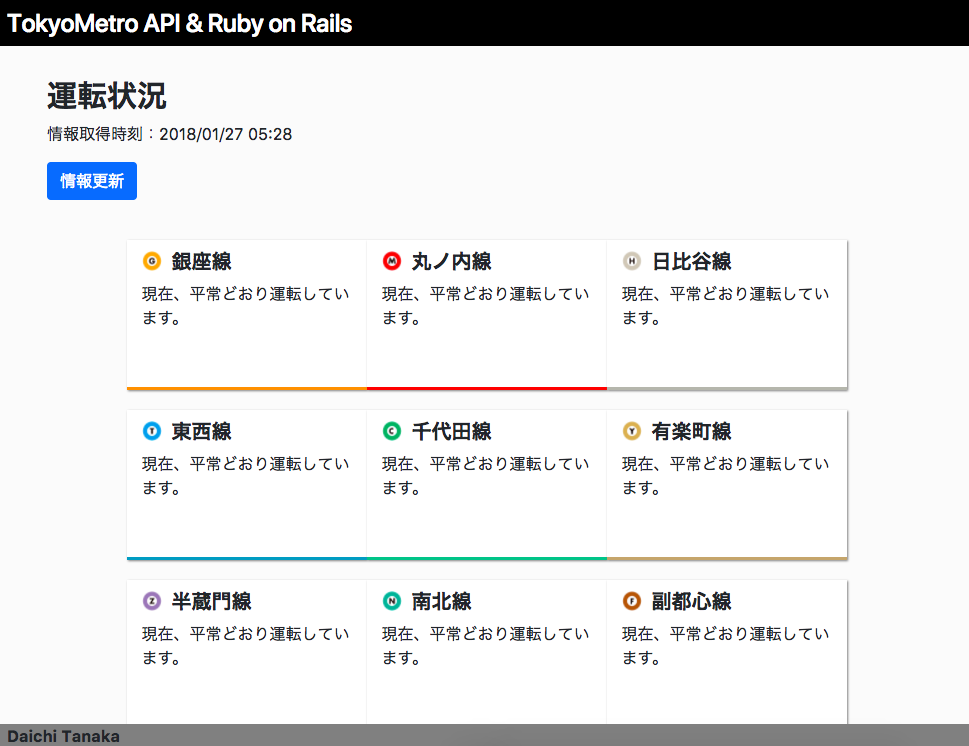 TokyoMetro API & Ruby on Rails
運転状況
情報取得時刻：2018/01/27 05:28
情報更新
G 銀座線
現在、平常どおり運転してい
ます。
M 丸ノ内線
現在、平常どおり運転してい
ます。
H 日比谷線
現在、平常どおり運転してい
ます。
T 東西線
現在、平常どおり運転してい
ます。
C 千代田線
現在、平常どおり運転してい
ます。
Y 有楽町線
現在、平常どおり運転してい
ます。
Z 半蔵門線
現在、平常どおり運転してい
ます。
N 南北線
現在、平常どおり運転してい
ます。
F 副都心線
現在、平常どおり運転してい
ます。
Daichi Tanaka